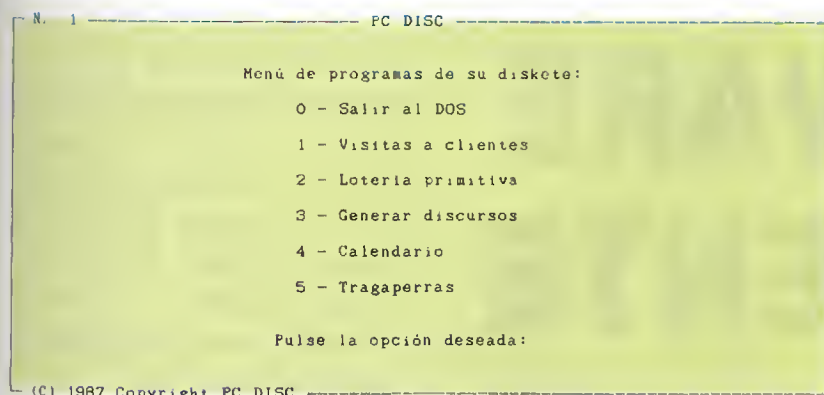 N. 1 PC DISC
Menú de programas de su diskete:
0 - Salir al DOS
1 - Visitas a clientes
2 - Lotería primitiva
3 - Generar discursos
4 - Calendario
5 - Tragaperras
Pulse la opción deseada:
(C) 1987 Copyright PC DISC